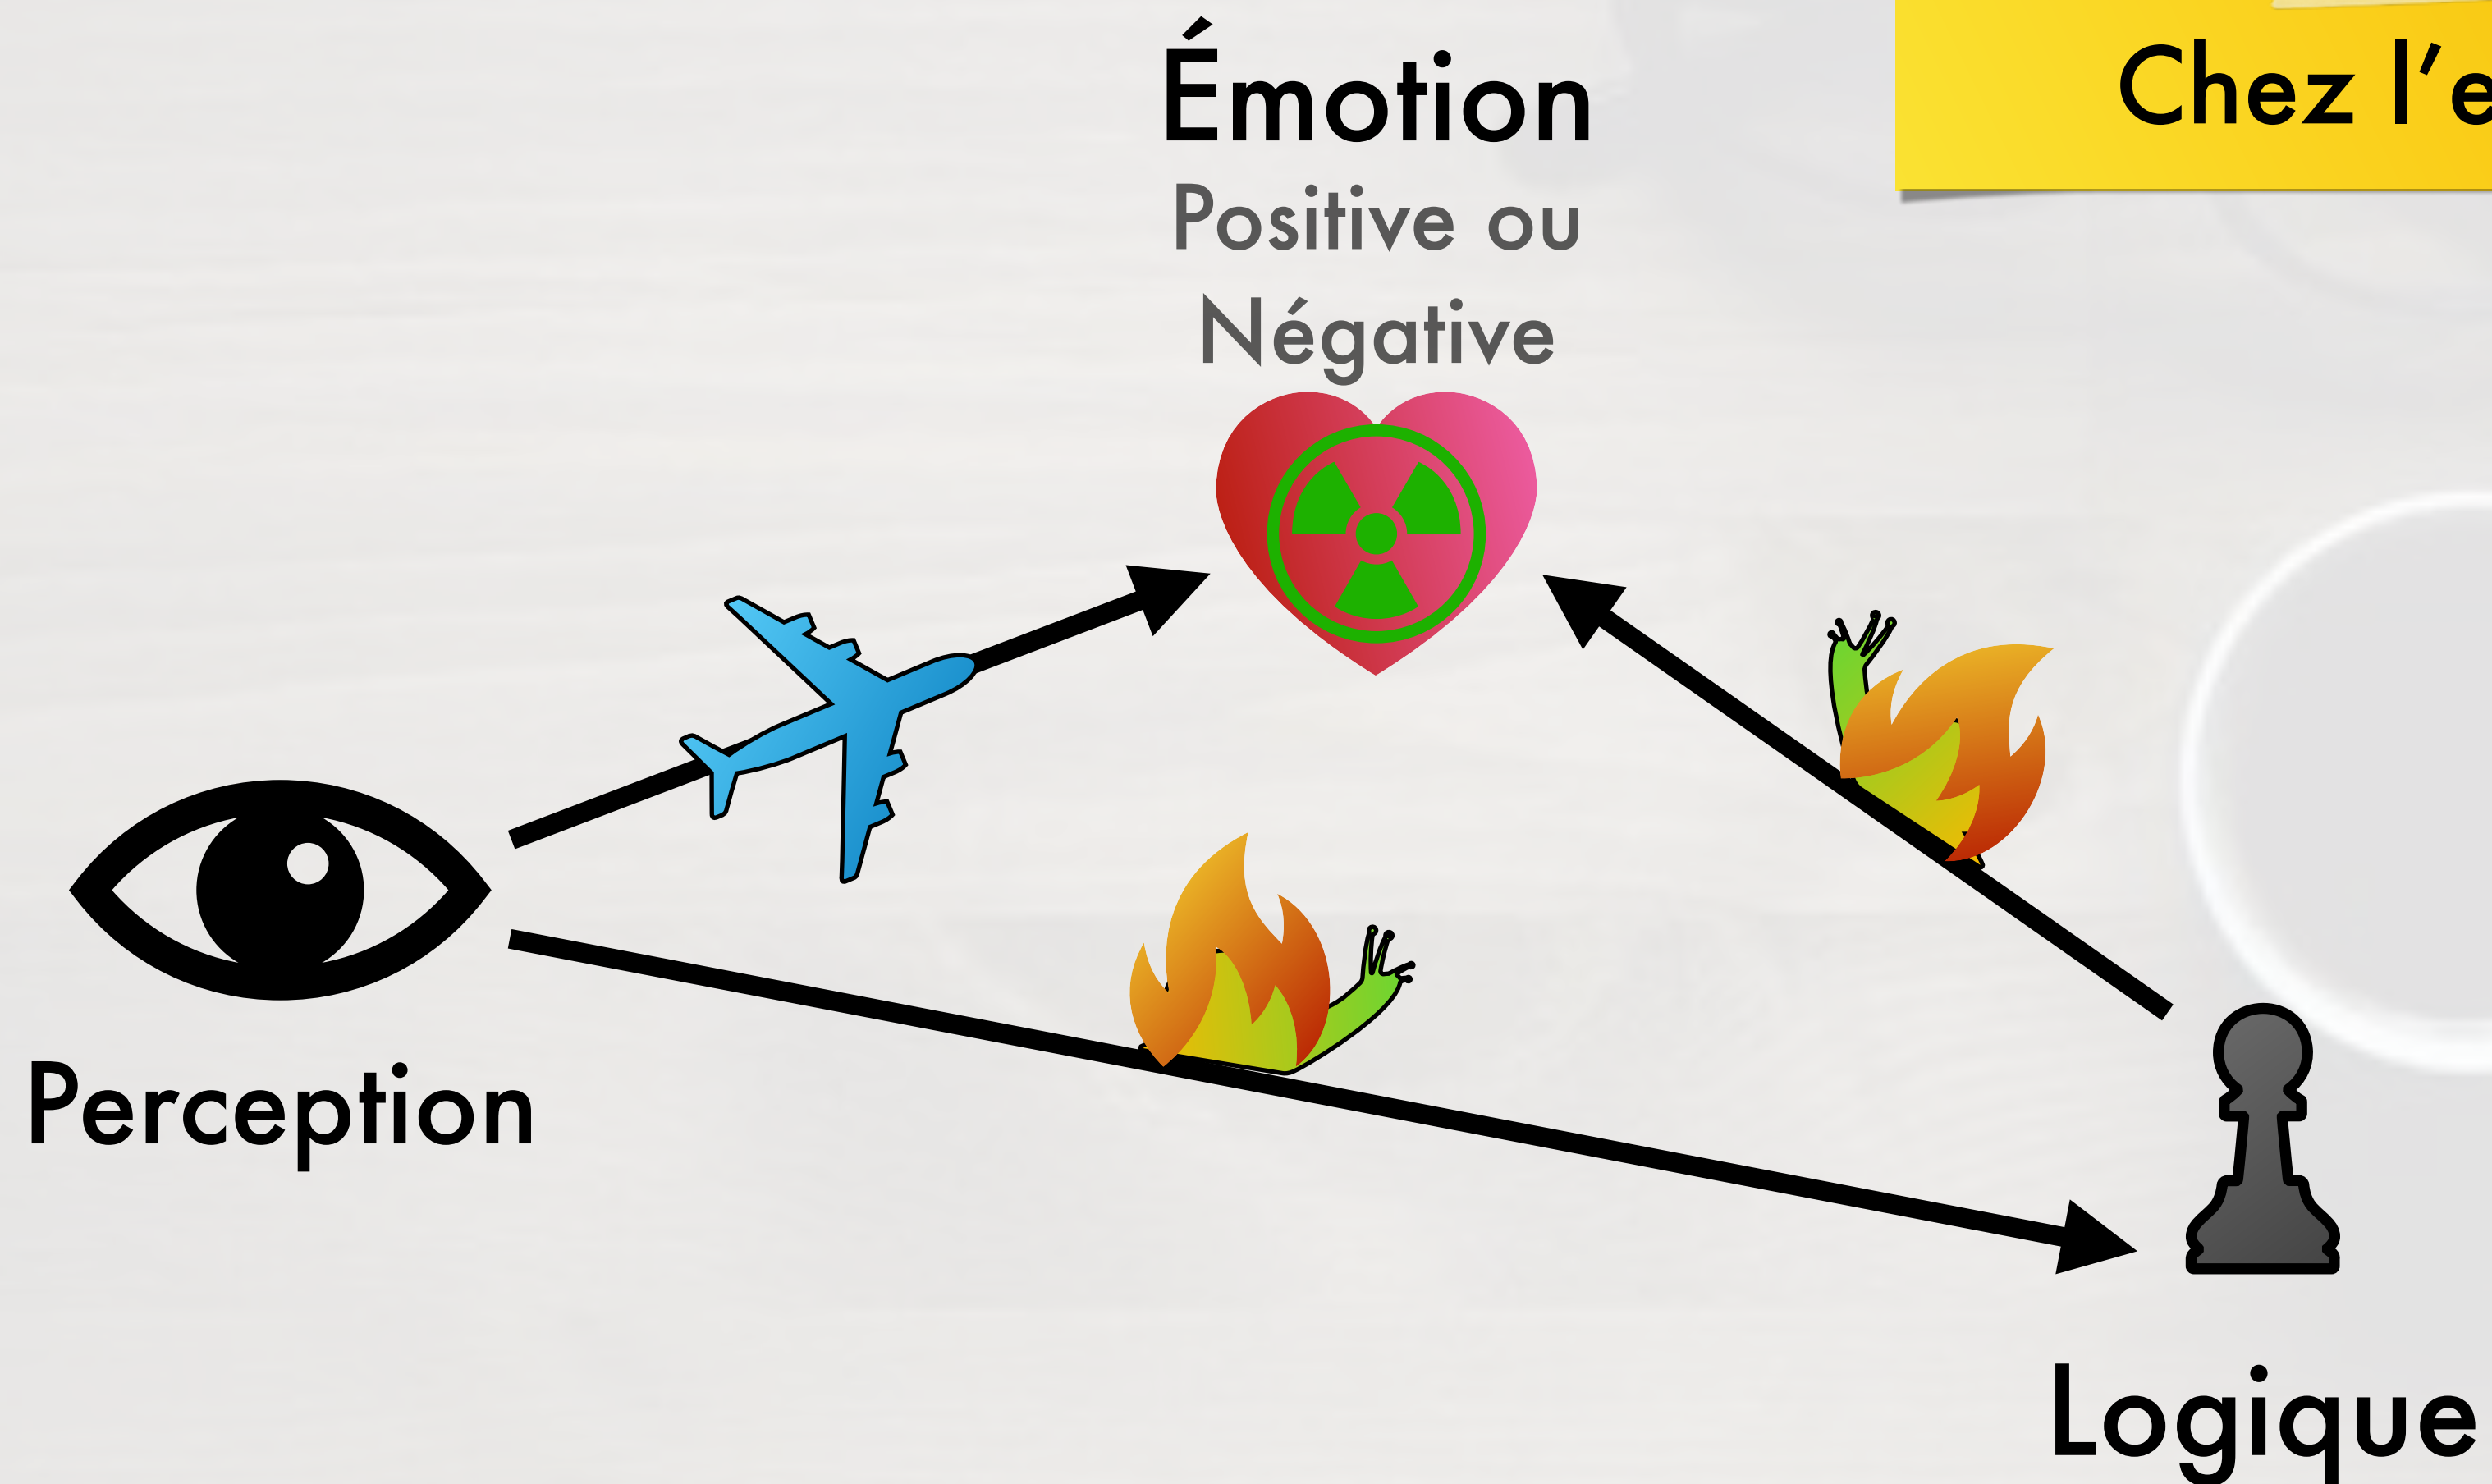 Émotion
Positive ou
Négative
Chez l’e
Perception
Logique